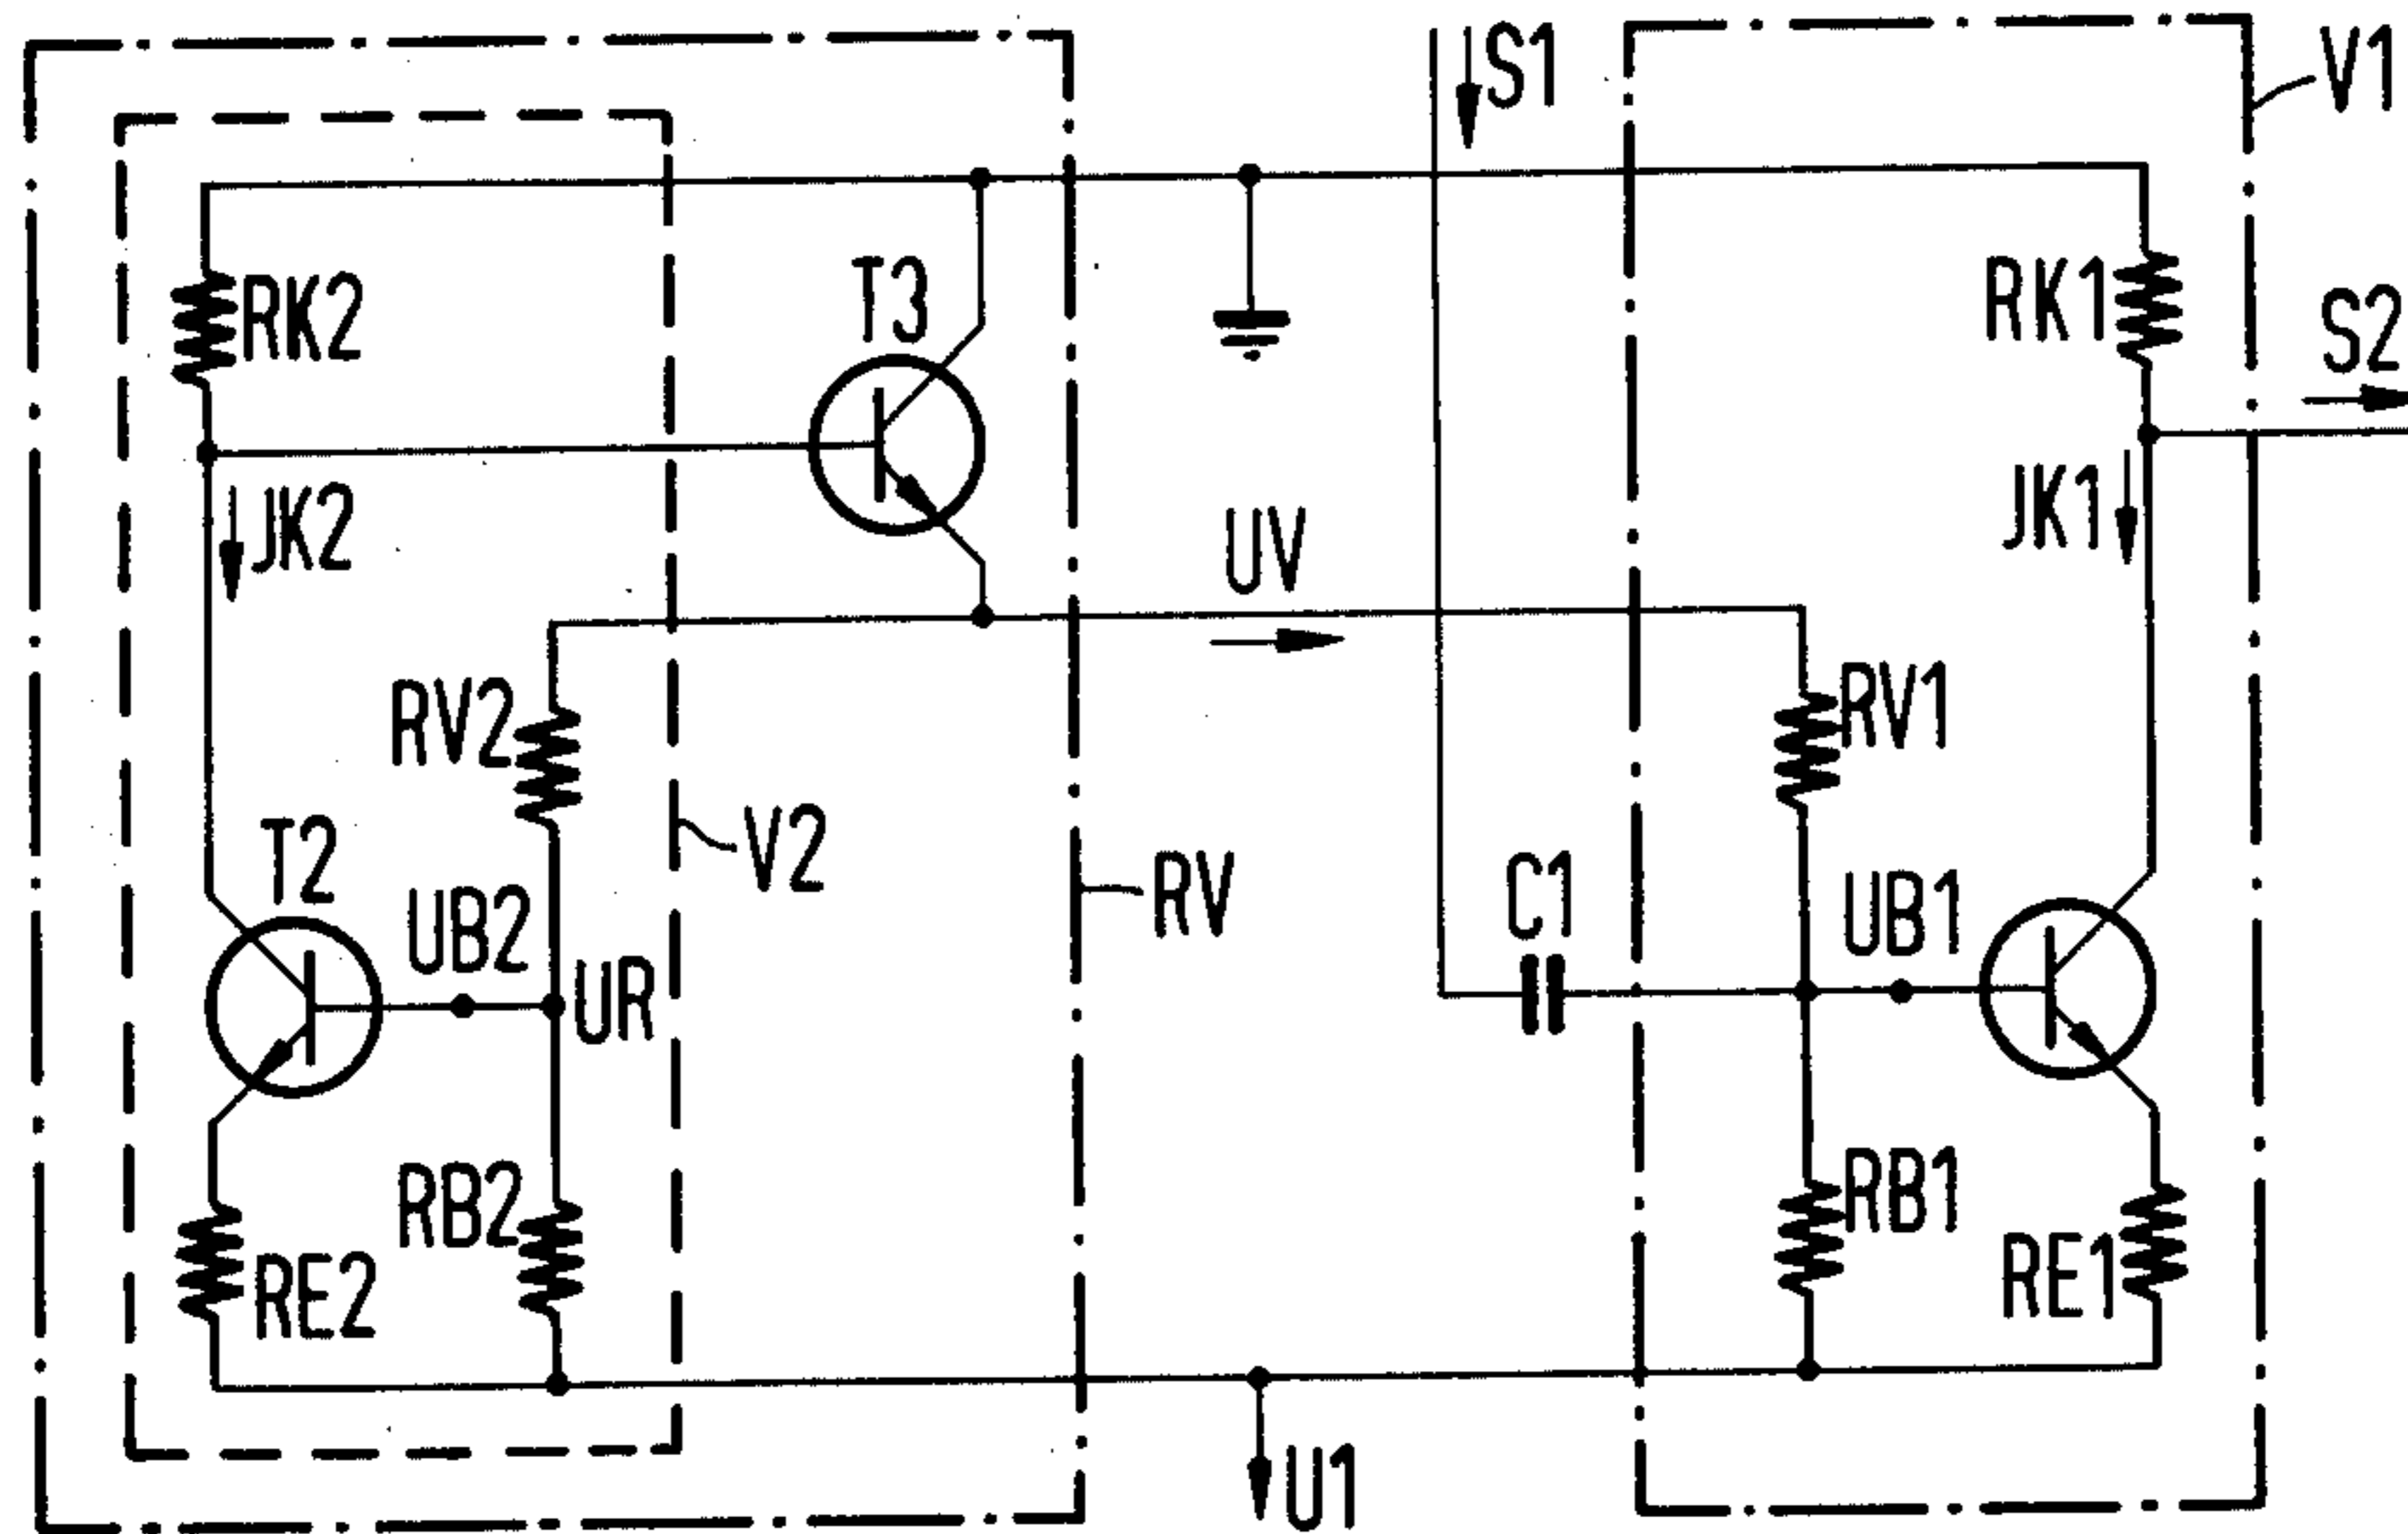 S1
V1
RK2
T3
RK1
S2
JK2
UV
JK1
RV2
RV1
T2
V2
UB2
UR
RV
C1
UB1
RB2
RB1
RE2
RE1
U1